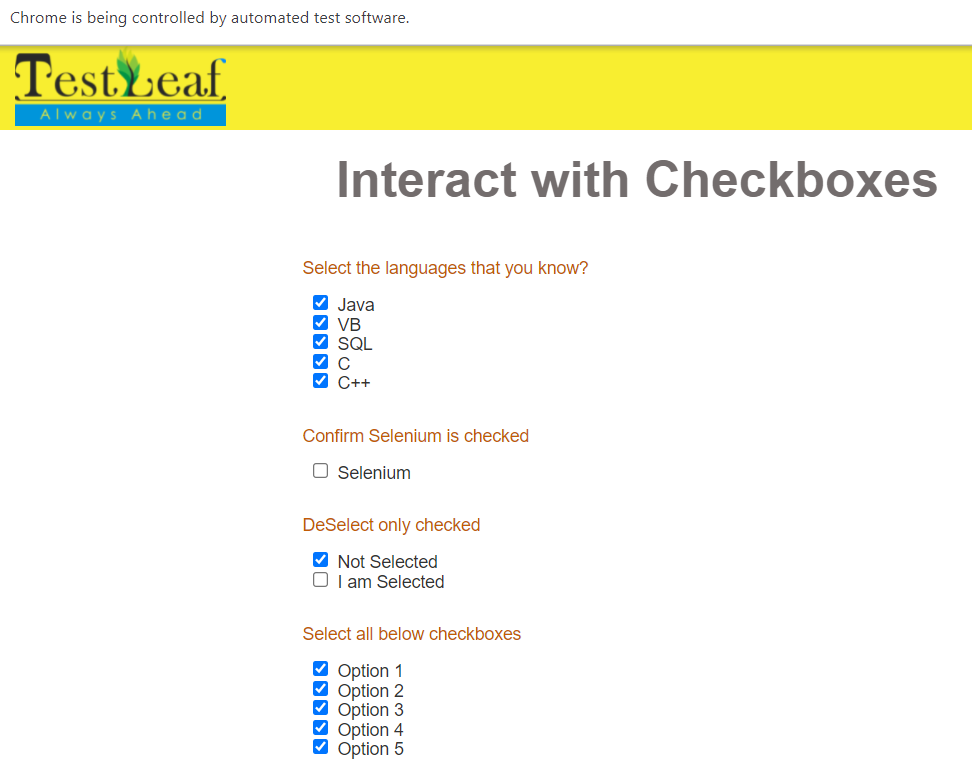 Chrome is being controlled by automated test software.
TestLeaf
Always Ahead
Interact with Checkboxes
Select the languages that you know?
Java
VB
SQL
C
C++
Confirm Selenium is checked
Selenium
DeSelect only checked
Not Selected
I am Selected
Select all below checkboxes
Option 1
Option 2
Option 3
Option 4
Option 5